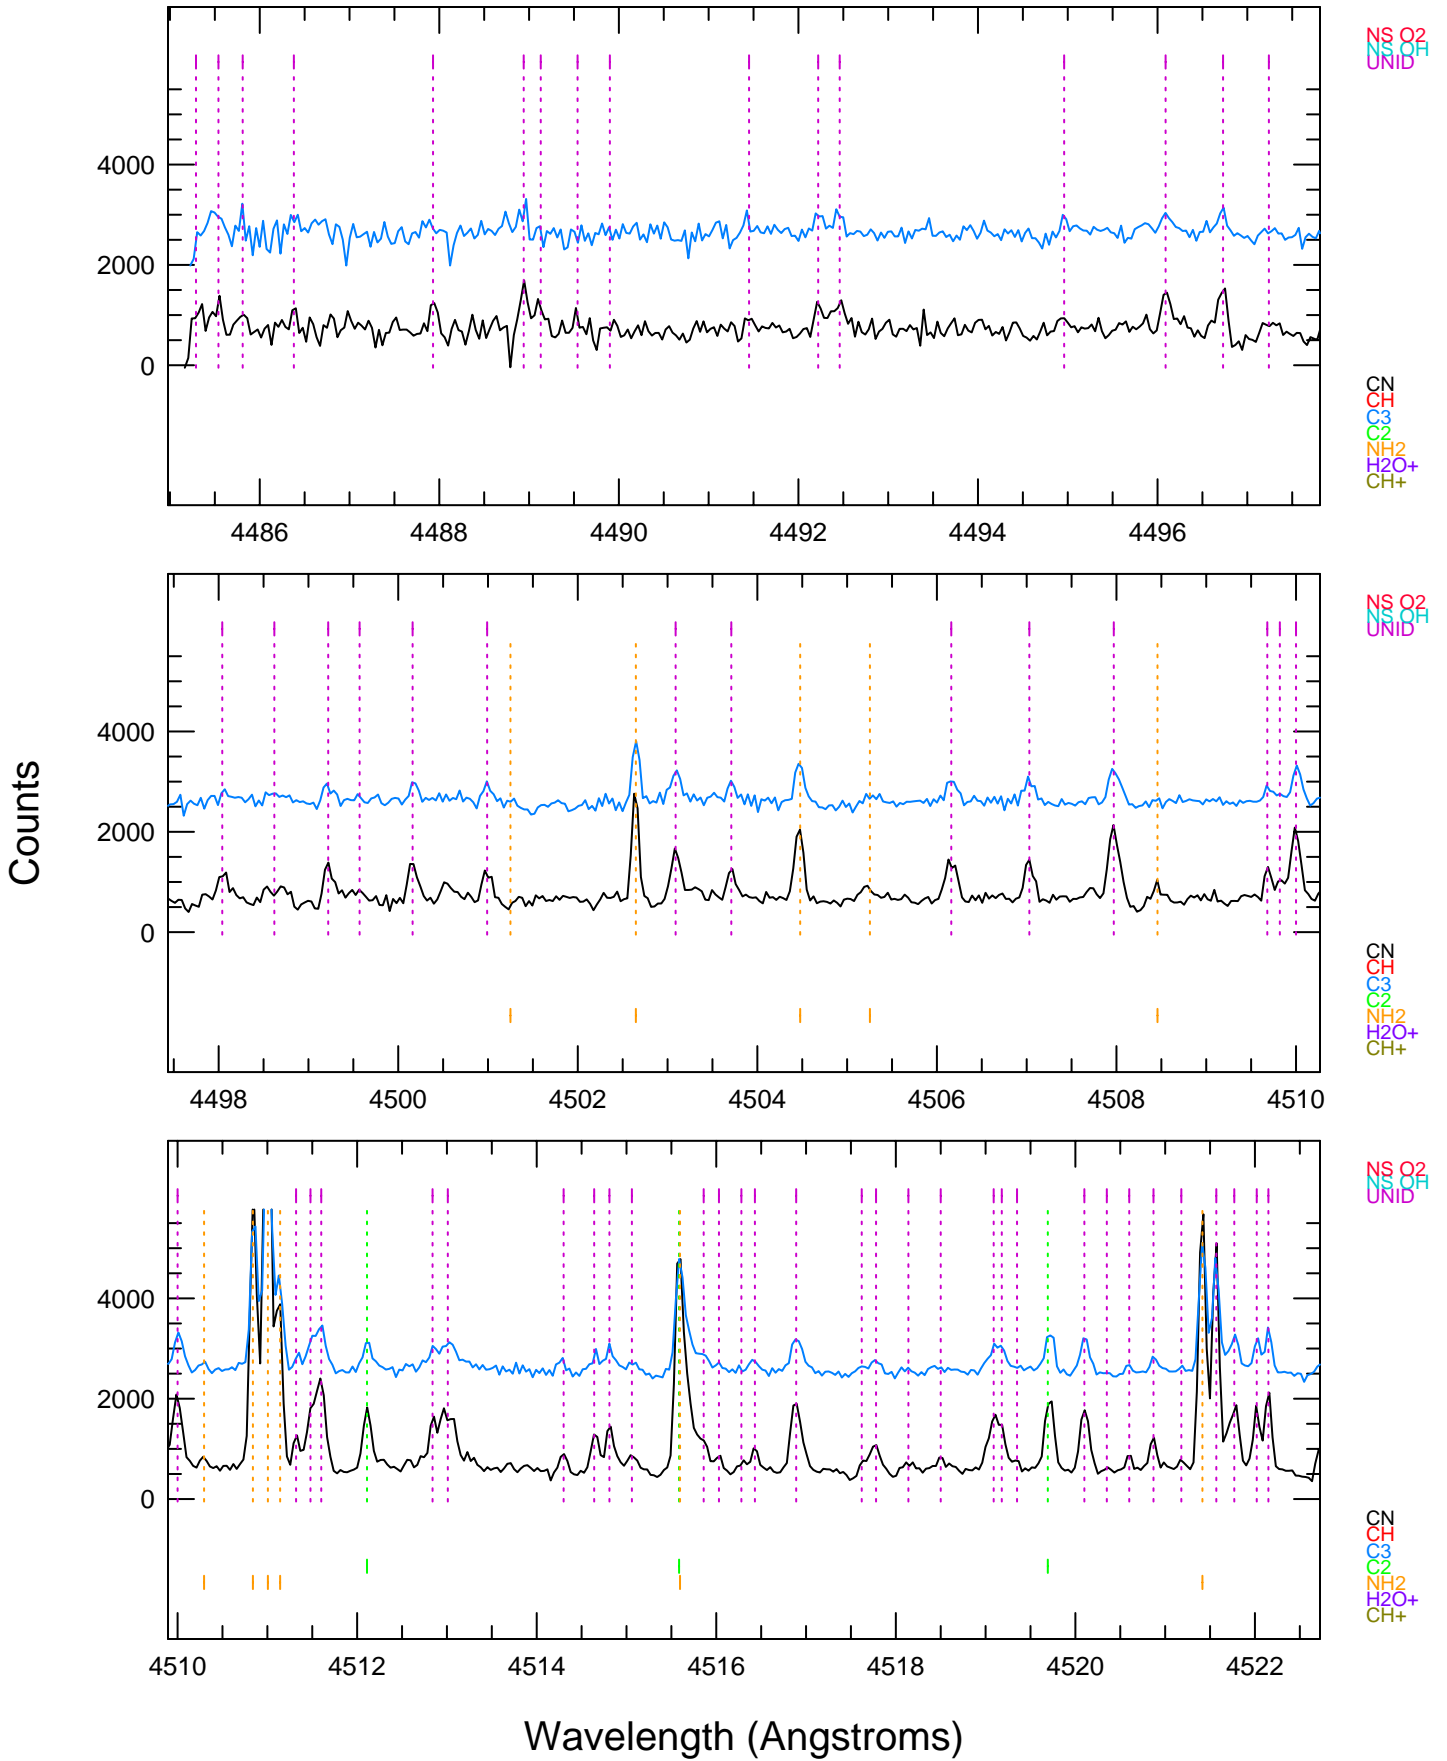 NS O2
NS OH
UNID
4000
2000
0
CN
CH
C3
C2
NH2
H2O+
CH+
4486 4488 4490 4492 4494 4496
NS O2
NS OH
UNID
4000
2000
0
CN
CH
C3
C2
NH2
H2O+
CH+
4498 4500 4502 4504 4506 4508 4510
Counts
NS O2
NS OH
UNID
4000
2000
0
CN
CH
C3
C2
NH2
H2O+
CH+
4510 4512 4514 4516 4518 4520 4522
Wavelength (Angstroms)